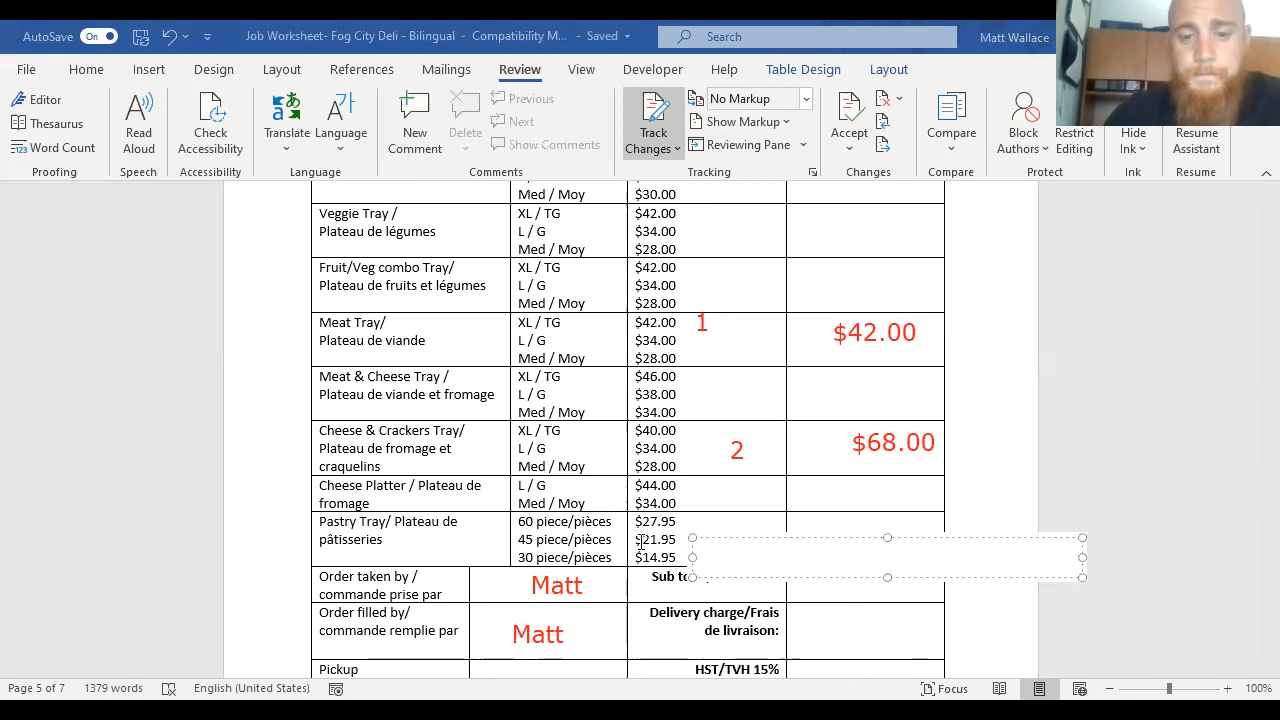 AutoSave On
Job Worksheet- Fog City Deli - Bilingual - Compatibility M... - Saved
Search
Matt Wallace
File Home Insert Design Layout References Mailings Review View Developer Help Table Design Layout
Editor
Thesaurus
Word Count
Proofing
Read Aloud
Speech
Check Accessibility
Accessibility
Translate
Language
Language
New Comment
Delete
Previous
Next
Show Comments
Comments
Track Changes
No Markup
Show Markup
Reviewing Pane
Tracking
Accept
Changes
Compare
Compare
Block Authors
Restrict Editing
Protect
Hide Ink
Ink
Resume Assistant
Resume
Med / Moy $30.00
Veggie Tray / XL / TG $42.00
Plateau de légumes L / G $34.00
Med / Moy $28.00
Fruit/Veg combo Tray/ XL / TG $42.00
Plateau de fruits et légumes L / G $34.00
Med / Moy $28.00
Meat Tray/ XL / TG $42.00 1 $42.00
Plateau de viande L / G $34.00
Med / Moy $28.00
Meat & Cheese Tray / XL / TG $46.00
Plateau de viande et fromage L / G $38.00
Med / Moy $34.00
Cheese & Crackers Tray/ XL / TG $40.00
Plateau de fromage et L / G $34.00 2 $68.00
craquelins Med / Moy $28.00
Cheese Platter / Plateau de L / G $44.00
fromage Med / Moy $34.00
Pastry Tray/ Plateau de 60 piece/pièces $27.95
pâtisseries 45 piece/pièces $21.95
30 piece/pièces $14.95
Order taken by / Matt Sub
commande prise par
Order filled by/ Matt Delivery charge/Frais
commande remplie par de livraison:
Pickup HST/TVH 15%
Page 5 of 7 1379 words English (United States) Focus 100%